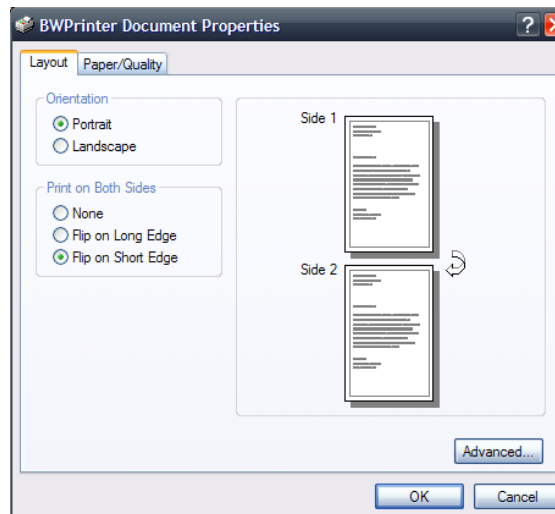 BWPrinter Document Properties
Layout
Paper/Quality
Orientation
Portrait
Landscape
Print on Both Sides
None
Flip on Long Edge
Flip on Short Edge
Side 1
Side 2
Advanced...
OK
Cancel